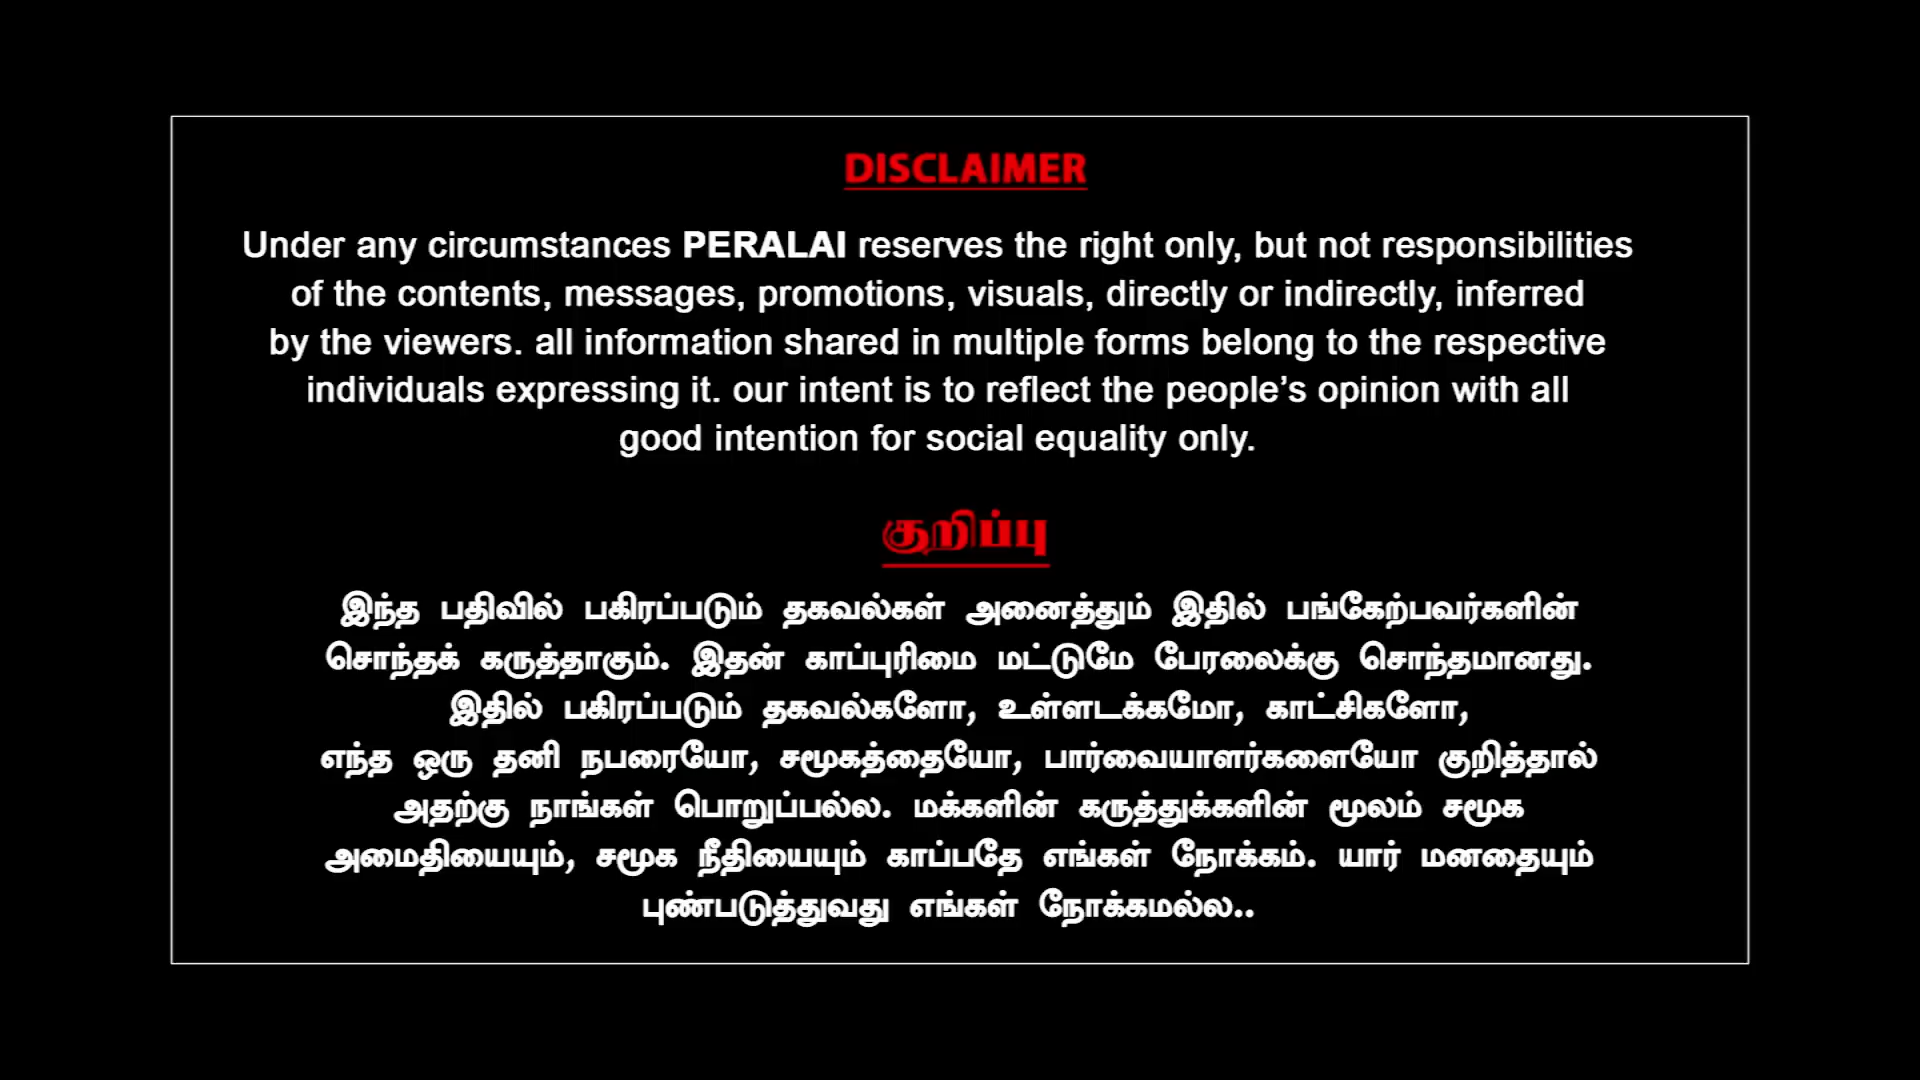 DISCLAIMER
Under any circumstances PERALAI reserves the right only, but not responsibilities
of the contents, messages, promotions, visuals, directly or indirectly, inferred
by the viewers. all information shared in multiple forms belong to the respective
individuals expressing it. our intent is to reflect the people’s opinion with all
good intention for social equality only.
குறிப்பு
இந்த பதிவில் பகிரப்படும் தகவல்கள் அனைத்தும் இதில் பங்கேற்பவர்களின்
சொந்தக் கருத்தாகும். இதன் காப்புரிமை மட்டுமே பேரலைக்கு சொந்தமானது.
இதில் பகிரப்படும் தகவல்களோ, உள்ளடக்கமோ, காட்சிகளோ,
எந்த ஒரு தனி நபரையோ, சமூகத்தையோ, பார்வையாளர்களையோ குறித்தால்
அதற்கு நாங்கள் பொறுப்பல்ல. மக்களின் கருத்துக்களின் மூலம் சமூக
அமைதியையும், சமூக நீதியையும் காப்பதே எங்கள் நோக்கம். யார் மனதையும்
புண்படுத்துவது எங்கள் நோக்கமல்ல..